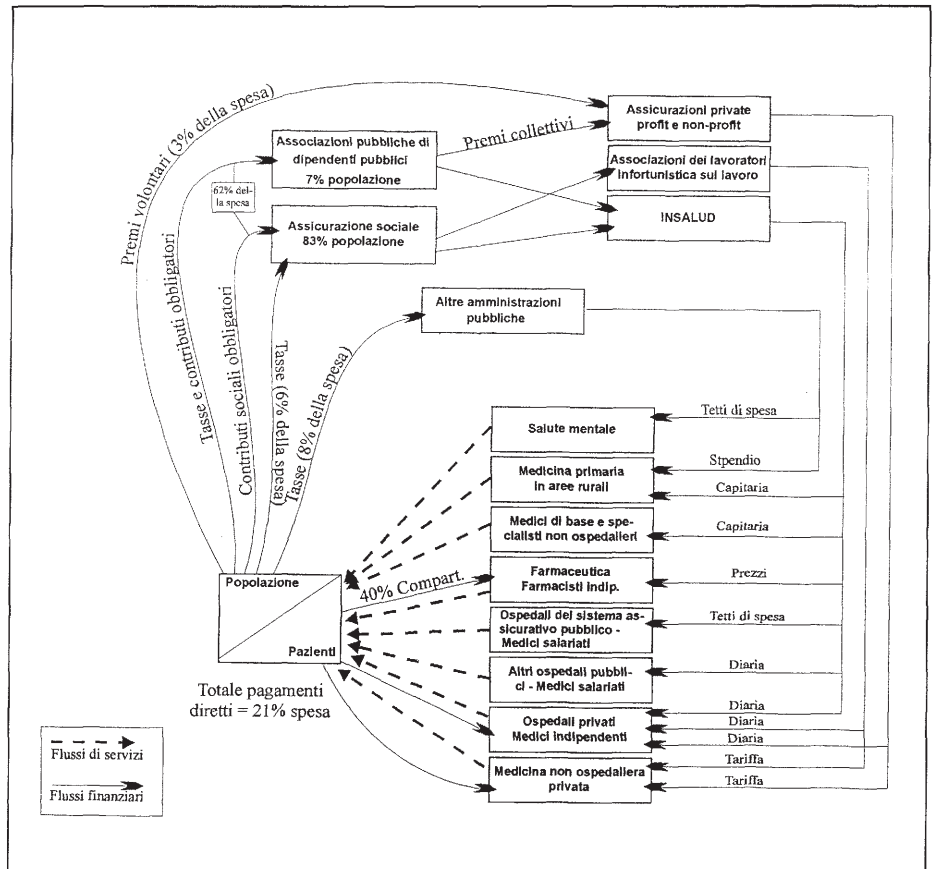 Premi volontari (3% della spesa)
Tasse e contributi obbligatori
Contributi sociali obbligatori
Tasse (6%
della spesa)
Tasse (8% della spesa)
62% del-
la spesa
Associazioni pubbliche di
dipendenti pubblici
7% popolazione
Assicurazione sociale
83% popolazione
Premi collettivi
Assicurazioni private
profit e non-profit
Associazioni dei lavoratori
Infortunistica sul lavoro
INSALUD
Altre amministrazioni
pubbliche
Salute mentale
Tetti di spesa
Medicina primaria
in aree rurali
Stpendio
Capitaria
Medici di base e spe-
cialisti non ospedalieri
Capitaria
Farmaceutica
Farmacisti indip.
Prezzi
Ospedali del sistema as-
sicurativo pubblico -
Medici salariati
Tetti di spesa
Altri ospedali pubbli-
ci - Medici salariati
Diaria
Ospedali privati
Medici indipendenti
Diaria
Diaria
Diaria
Medicina non ospedaliera
privata
Tariffa
Tariffa
40% Compart.
Popolazione
Pazienti
Totale pagamenti
diretti = 21% spesa
Flussi di servizi
Flussi finanziari